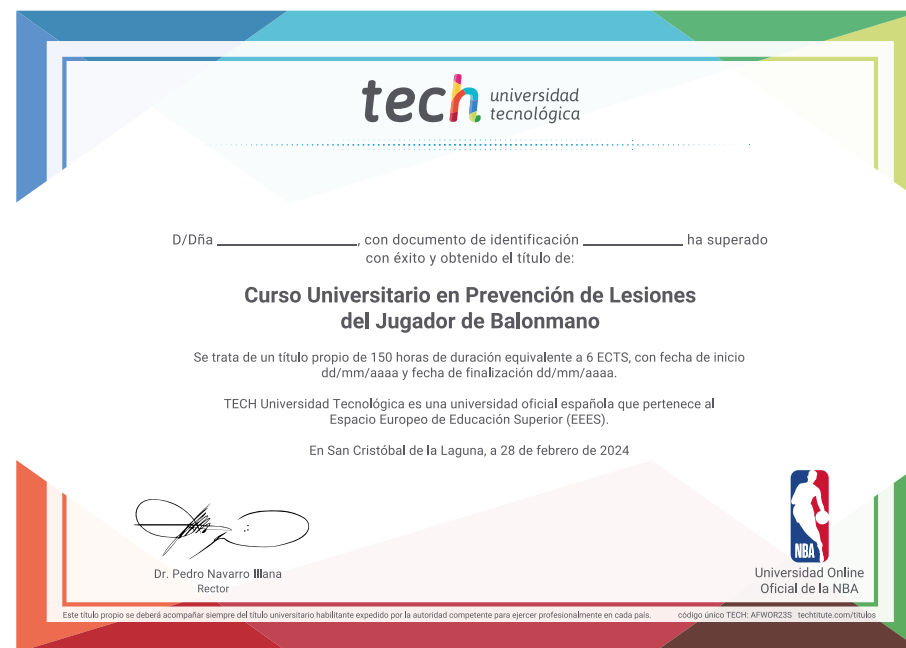 tech universidad
tecnológica
D/Dña ____________________, con documento de identificación ______________ ha superado
con éxito y obtenido el título de:
Curso Universitario en Prevención de Lesiones
del Jugador de Balonmano
Se trata de un título propio de 150 horas de duración equivalente a 6 ECTS, con fecha de inicio
dd/mm/aaaa y fecha de finalización dd/mm/aaaa.
TECH Universidad Tecnológica es una universidad oficial española que pertenece al
Espacio Europeo de Educación Superior (EEES).
En San Cristóbal de la Laguna, a 28 de febrero de 2024
Dr. Pedro Navarro Illana
Rector
NBA
Universidad Online
Oficial de la NBA
Este título propio se deberá acompañar siempre del título universitario habilitante expedido por la autoridad competente para ejercer profesionalmente en cada país.
código único TECH: AFWOR23S techtitute.com/titulos